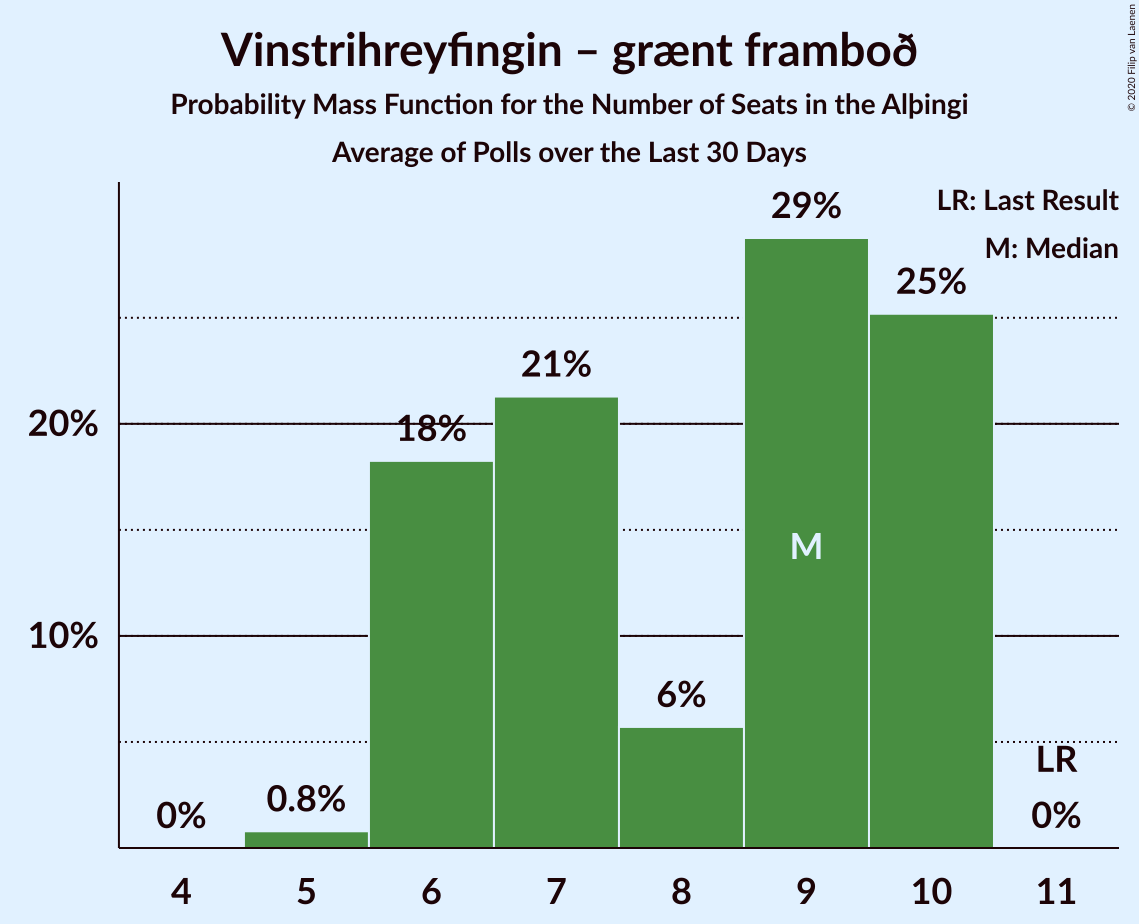 Vinstrihreyfingin – grænt framboð
Probability Mass Function for the Number of Seats in the Alþingi
Average of Polls over the Last 30 Days
© 2020 Filip van Laenen
LR: Last Result
M: Median
29%
25%
21%
18%
20%
M
10%
6%
LR
0%
0.8%
0%
4 5 6 7 8 9 10 11